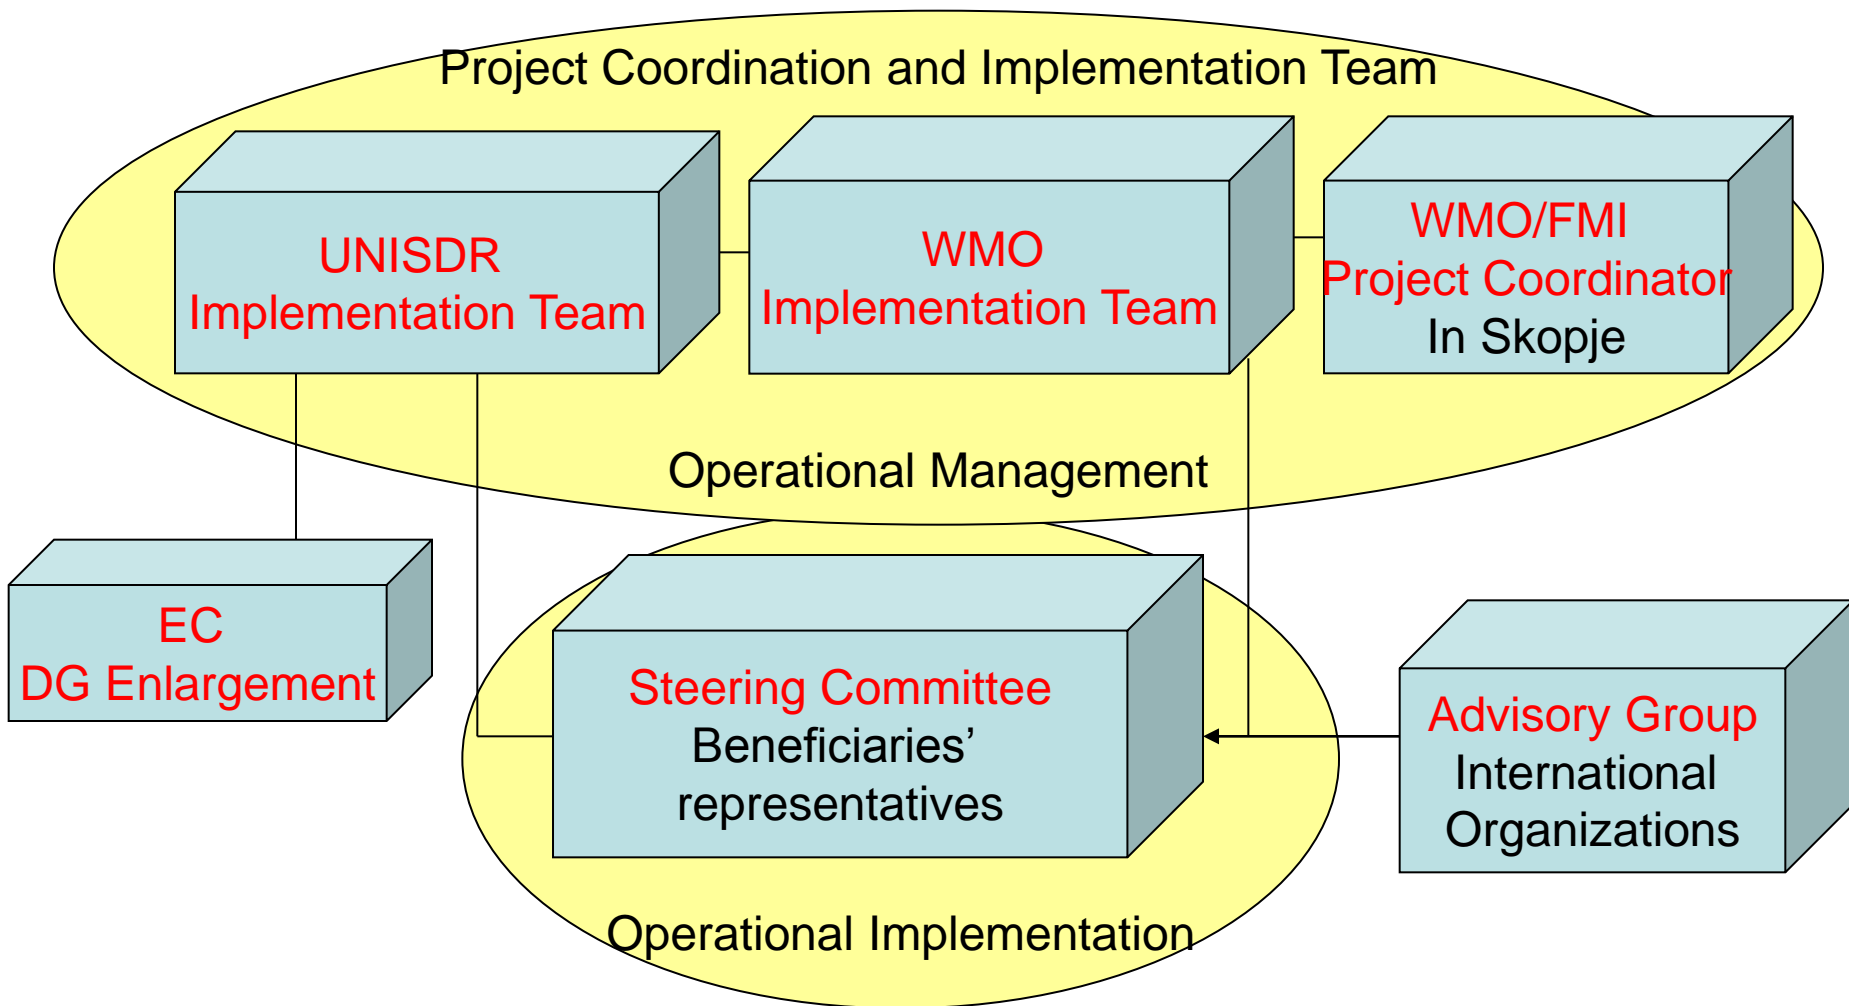 Project Coordination and Implementation Team
UNISDR
Implementation Team
WMO
Implementation Team
WMO/FMI
Project Coordinator
In Skopje
Operational Management
EC
DG Enlargement
Steering Committee
Beneficiaries’
representatives
Advisory Group
International
Organizations
Operational Implementation